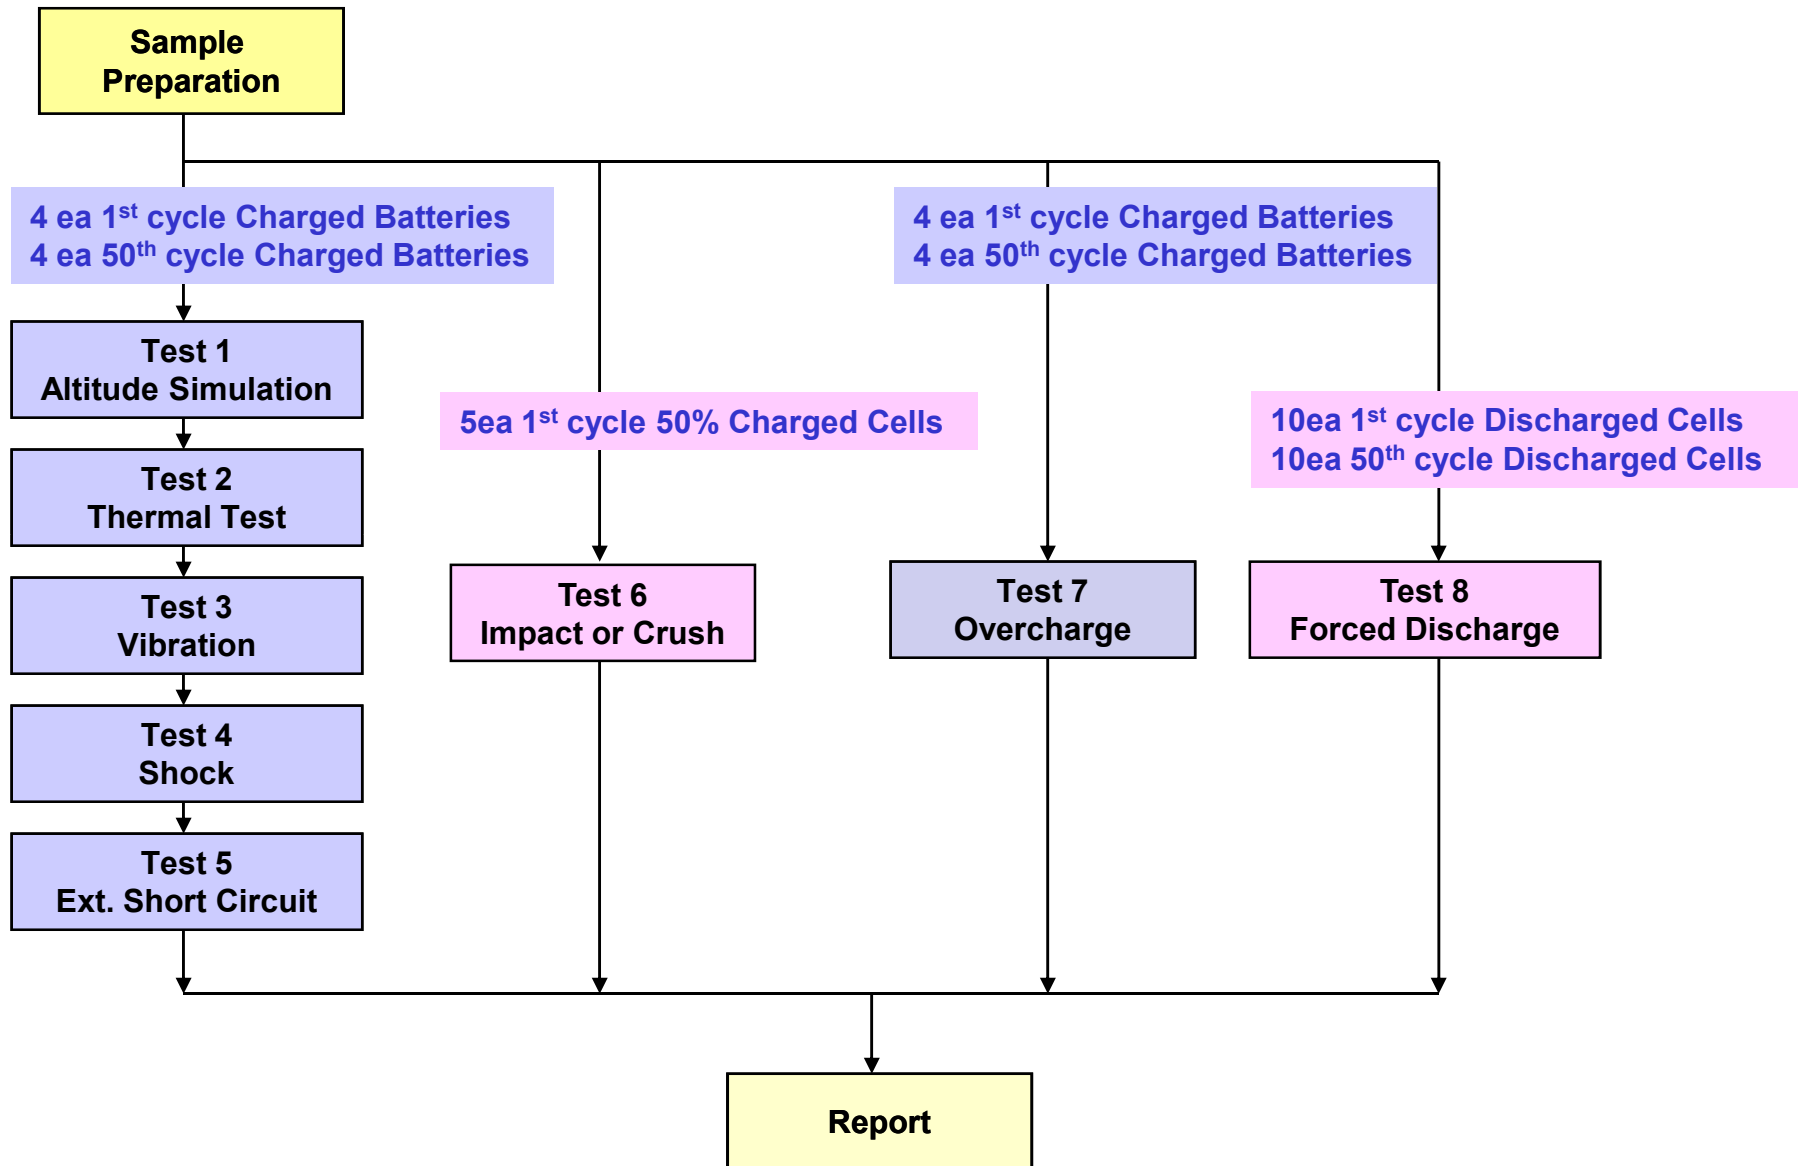 Sample
Preparation
4 ea 1st cycle Charged Batteries
4 ea 50th cycle Charged Batteries
4 ea 1st cycle Charged Batteries
4 ea 50th cycle Charged Batteries
Test 1
Altitude Simulation
5ea 1st cycle 50% Charged Cells
10ea 1st cycle Discharged Cells
10ea 50th cycle Discharged Cells
Test 2
Thermal Test
Test 3
Vibration
Test 6
Impact or Crush
Test 7
Overcharge
Test 8
Forced Discharge
Test 4
Shock
Test 5
Ext. Short Circuit
Report